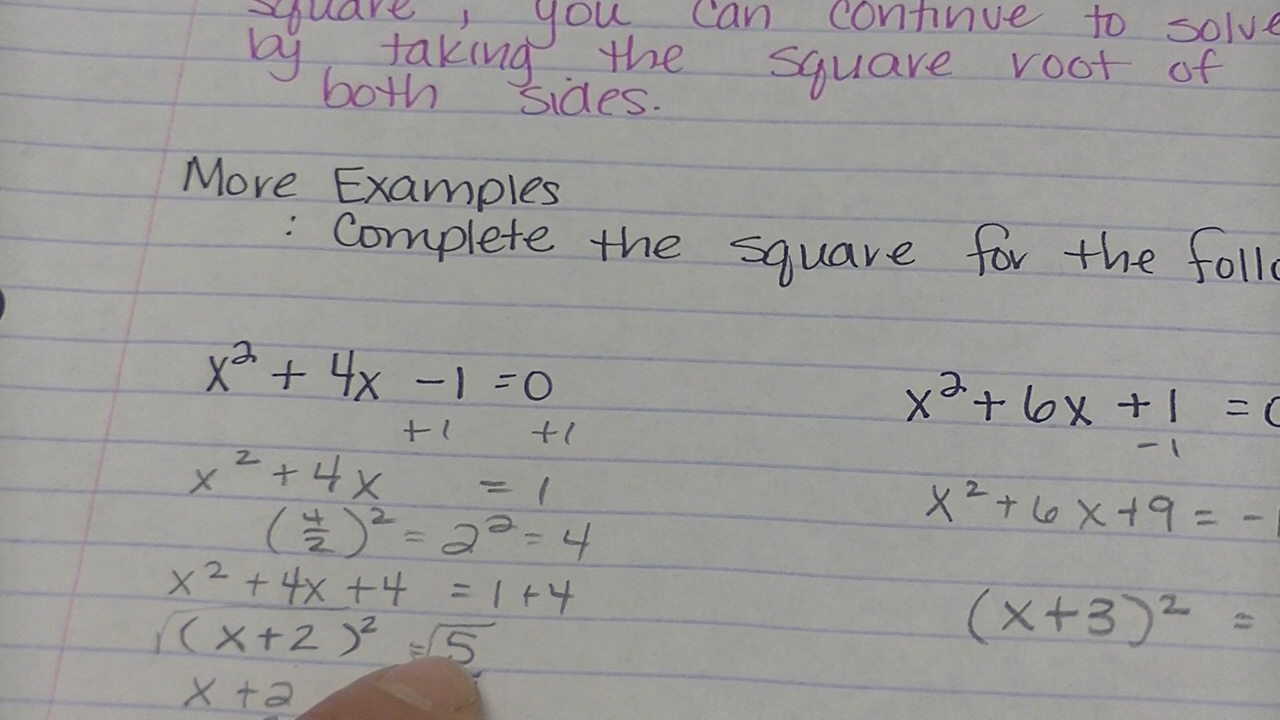 square, you can continue to solve
by taking the square root of
both sides.
More Examples
: Complete the square for the
x² + 4x - 1 = 0
+1 +1
x² + 4x = 1
(4/2)² = 2² = 4
x² + 4x + 4 = 1 + 4
√(x+2)² = √5
x + 2
x² + 6x + 1 =
-1
x² + 6x + 9 = -
(x+3)² =